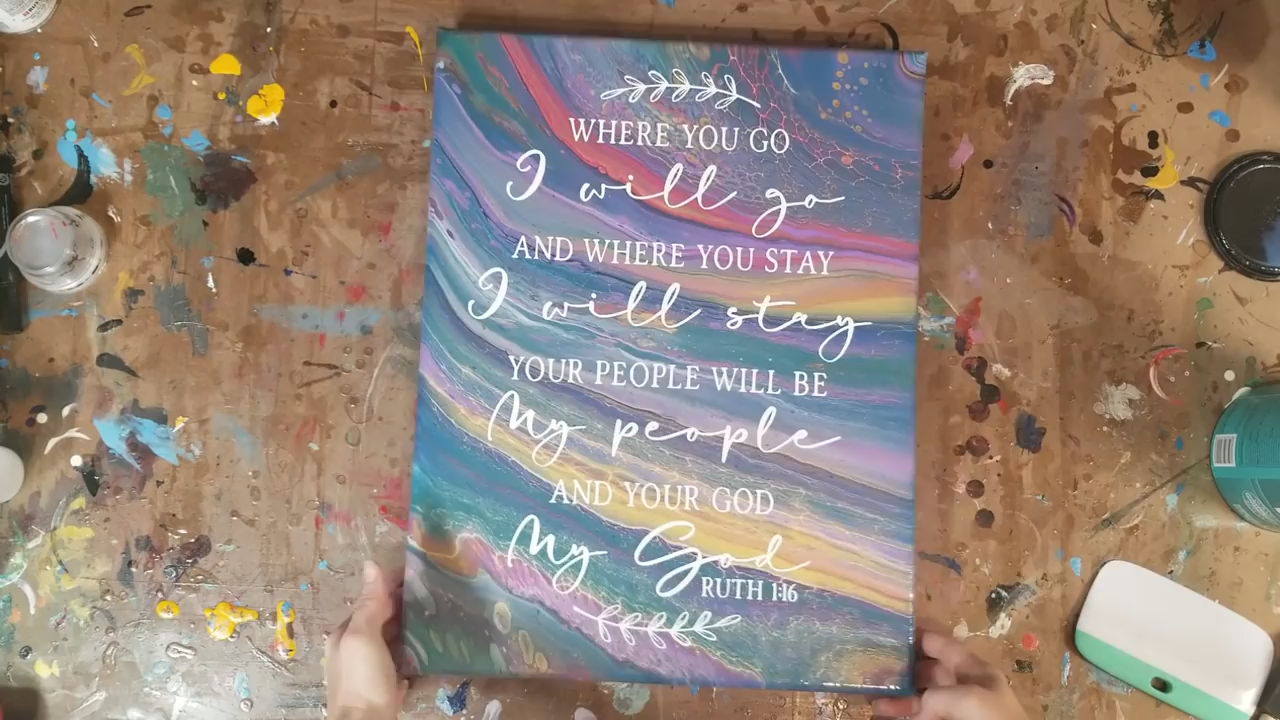 WHERE YOU GO
I will go
AND WHERE YOU STAY
I will stay
YOUR PEOPLE WILL BE
My people
AND YOUR GOD
My God
RUTH 1:16